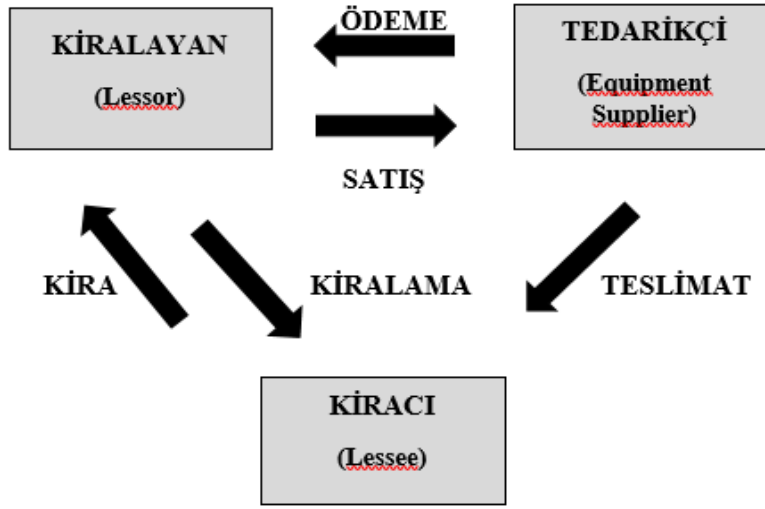 KİRALAYAN
(Lessor)
ÖDEME
TEDARİKÇİ
(Equipment
Supplier)
SATIŞ
KİRA
KİRALAMA
TESLİMAT
KİRACI
(Lessee)